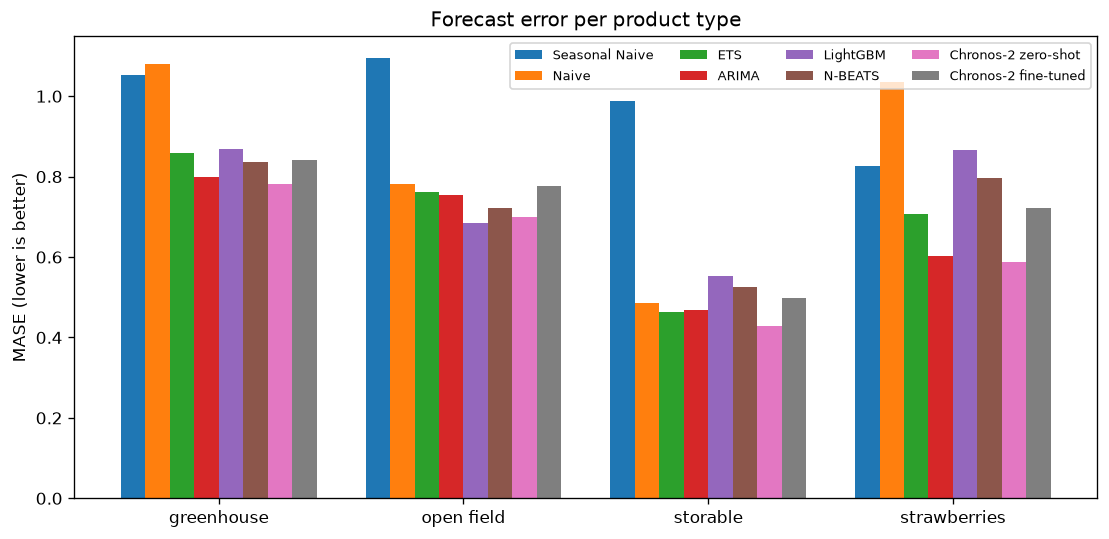 Forecast error per product type
Seasonal Naive
Naive
ETS
ARIMA
LightGBM
N-BEATS
Chronos-2 zero-shot
Chronos-2 fine-tuned
MASE (lower is better)
1.0
0.8
0.6
0.4
0.2
0.0
greenhouse
open field
storable
strawberries